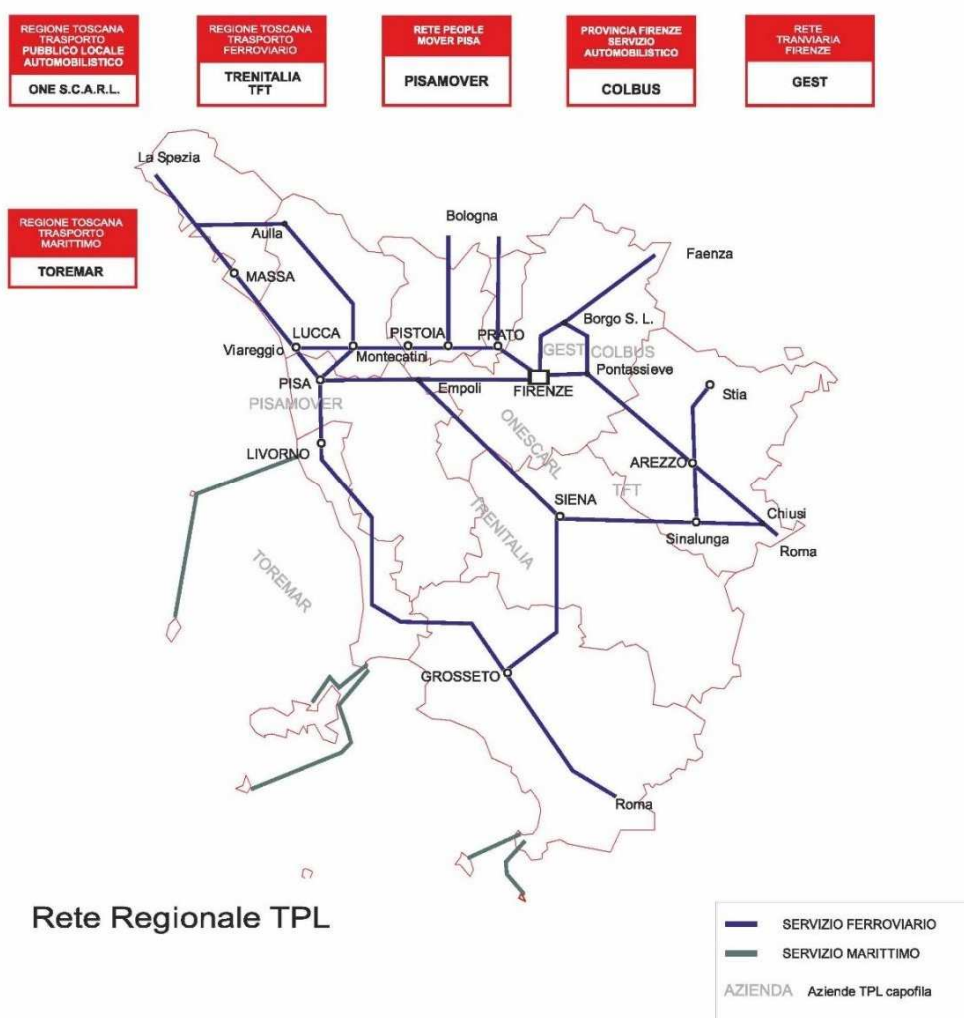 REGIONE TOSCANA
TRASPORTO
PUBBLICO LOCALE
AUTOMOBILISTICO
ONE S.C.A.R.L.
REGIONE TOSCANA
TRASPORTO
FERROVIARIO
TRENITALIA
TFT
RETE PEOPLE
MOVER PISA
PISAMOVER
PROVINCIA FIRENZE
SERVIZIO
AUTOMOBILISTICO
COLBUS
RETE
TRANVIARIA
FIRENZE
GEST
REGIONE TOSCANA
TRASPORTO
MARITTIMO
TOREMAR
La Spezia
Bologna
Aulla
Faenza
MASSA
Borgo S. L.
LUCCA
PISTOIA
PRATO
Viareggio
Montecatini
GEST
COLBUS
Pontassieve
PISA
Empoli
FIRENZE
PISAMOVER
Stia
ONESCARL
LIVORNO
AREZZO
TFT
SIENA
TRENITALIA
Chiusi
Sinalunga
Roma
TOREMAR
GROSSETO
Roma
Rete Regionale TPL
SERVIZIO FERROVIARIO
SERVIZIO MARITTIMO
AZIENDA Aziende TPL capofila